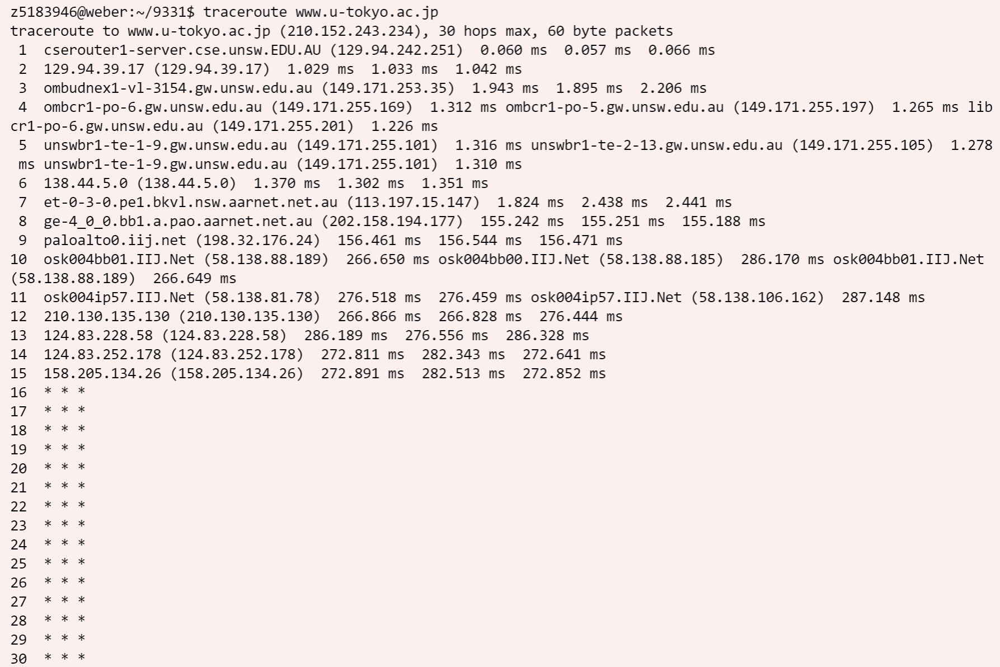 z5183946@weber:~/9331$ traceroute www.u-tokyo.ac.jp
traceroute to www.u-tokyo.ac.jp (210.152.243.234), 30 hops max, 60 byte packets
 1  cserouter1-server.cse.unsw.EDU.AU (129.94.242.251)  0.060 ms  0.057 ms  0.066 ms
 2  129.94.39.17 (129.94.39.17)  1.029 ms  1.033 ms  1.042 ms
 3  ombudnex1-vl-3154.gw.unsw.edu.au (149.171.253.35)  1.943 ms  1.895 ms  2.206 ms
 4  ombcr1-po-6.gw.unsw.edu.au (149.171.255.169)  1.312 ms ombcr1-po-5.gw.unsw.edu.au (149.171.255.197)  1.265 ms lib
cr1-po-6.gw.unsw.edu.au (149.171.255.201)  1.226 ms
 5  unswbr1-te-1-9.gw.unsw.edu.au (149.171.255.101)  1.316 ms unswbr1-te-2-13.gw.unsw.edu.au (149.171.255.105)  1.278
 ms unswbr1-te-1-9.gw.unsw.edu.au (149.171.255.101)  1.310 ms
 6  138.44.5.0 (138.44.5.0)  1.370 ms  1.302 ms  1.351 ms
 7  et-0-3-0.pe1.bkvl.nsw.aarnet.net.au (113.197.15.147)  1.824 ms  2.438 ms  2.441 ms
 8  ge-4_0_0.bb1.a.pao.aarnet.net.au (202.158.194.177)  155.242 ms  155.251 ms  155.188 ms
 9  paloalto0.iij.net (198.32.176.24)  156.461 ms  156.544 ms  156.471 ms
10  osk004bb01.IIJ.Net (58.138.88.189)  266.650 ms osk004bb00.IIJ.Net (58.138.88.185)  286.170 ms osk004bb01.IIJ.Net
(58.138.88.189)  266.649 ms
11  osk004ip57.IIJ.Net (58.138.81.78)  276.518 ms  276.459 ms osk004ip57.IIJ.Net (58.138.106.162)  287.148 ms
12  210.130.135.130 (210.130.135.130)  266.866 ms  266.828 ms  276.444 ms
13  124.83.228.58 (124.83.228.58)  286.189 ms  276.556 ms  286.328 ms
14  124.83.252.178 (124.83.252.178)  272.811 ms  282.343 ms  272.641 ms
15  158.205.134.26 (158.205.134.26)  272.891 ms  282.513 ms  272.852 ms
16  * * *
17  * * *
18  * * *
19  * * *
20  * * *
21  * * *
22  * * *
23  * * *
24  * * *
25  * * *
26  * * *
27  * * *
28  * * *
29  * * *
30  * * *